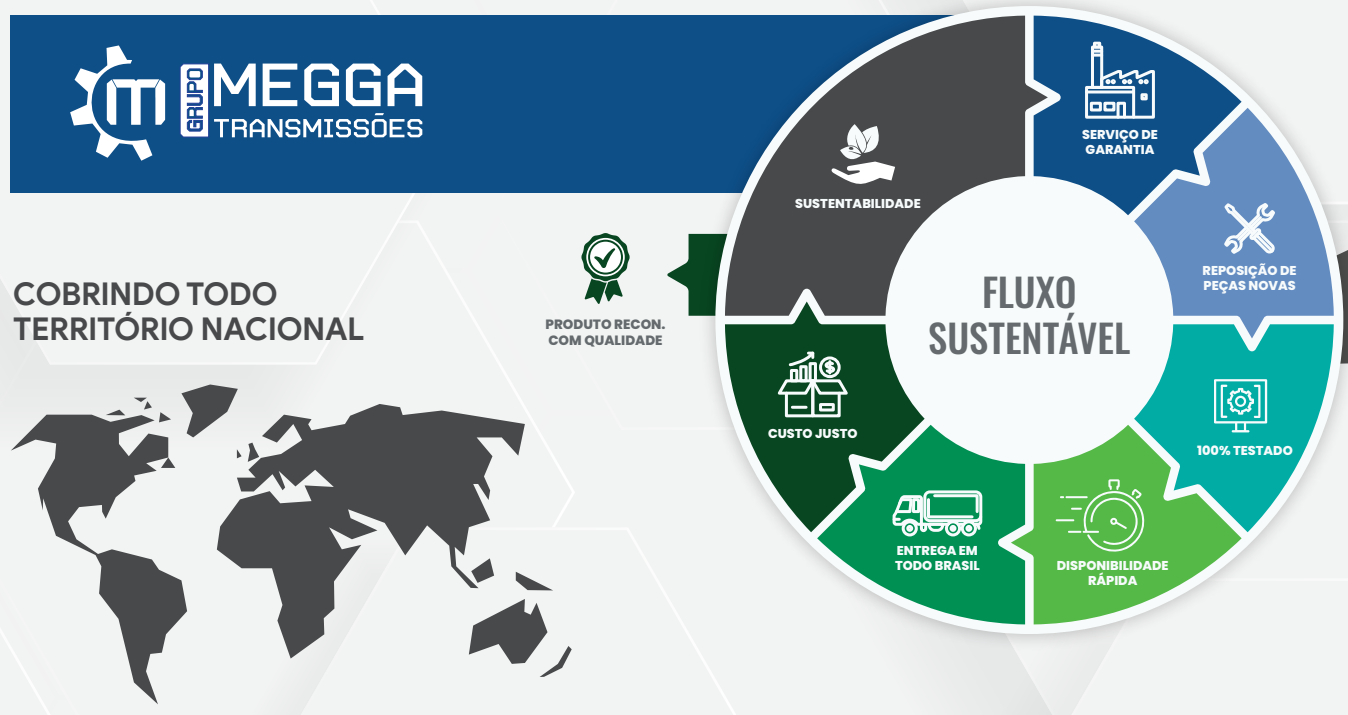 m
GRUPO
MEGGA
TRANSMISSÕES
COBRINDO TODO
TERRITÓRIO NACIONAL
PRODUTO RECON.
COM QUALIDADE
FLUXO
SUSTENTÁVEL
SUSTENTABILIDADE
SERVIÇO DE
GARANTIA
REPOSIÇÃO DE
PEÇAS NOVAS
100% TESTADO
DISPONIBILIDADE
RÁPIDA
ENTREGA EM
TODO BRASIL
$
CUSTO JUSTO